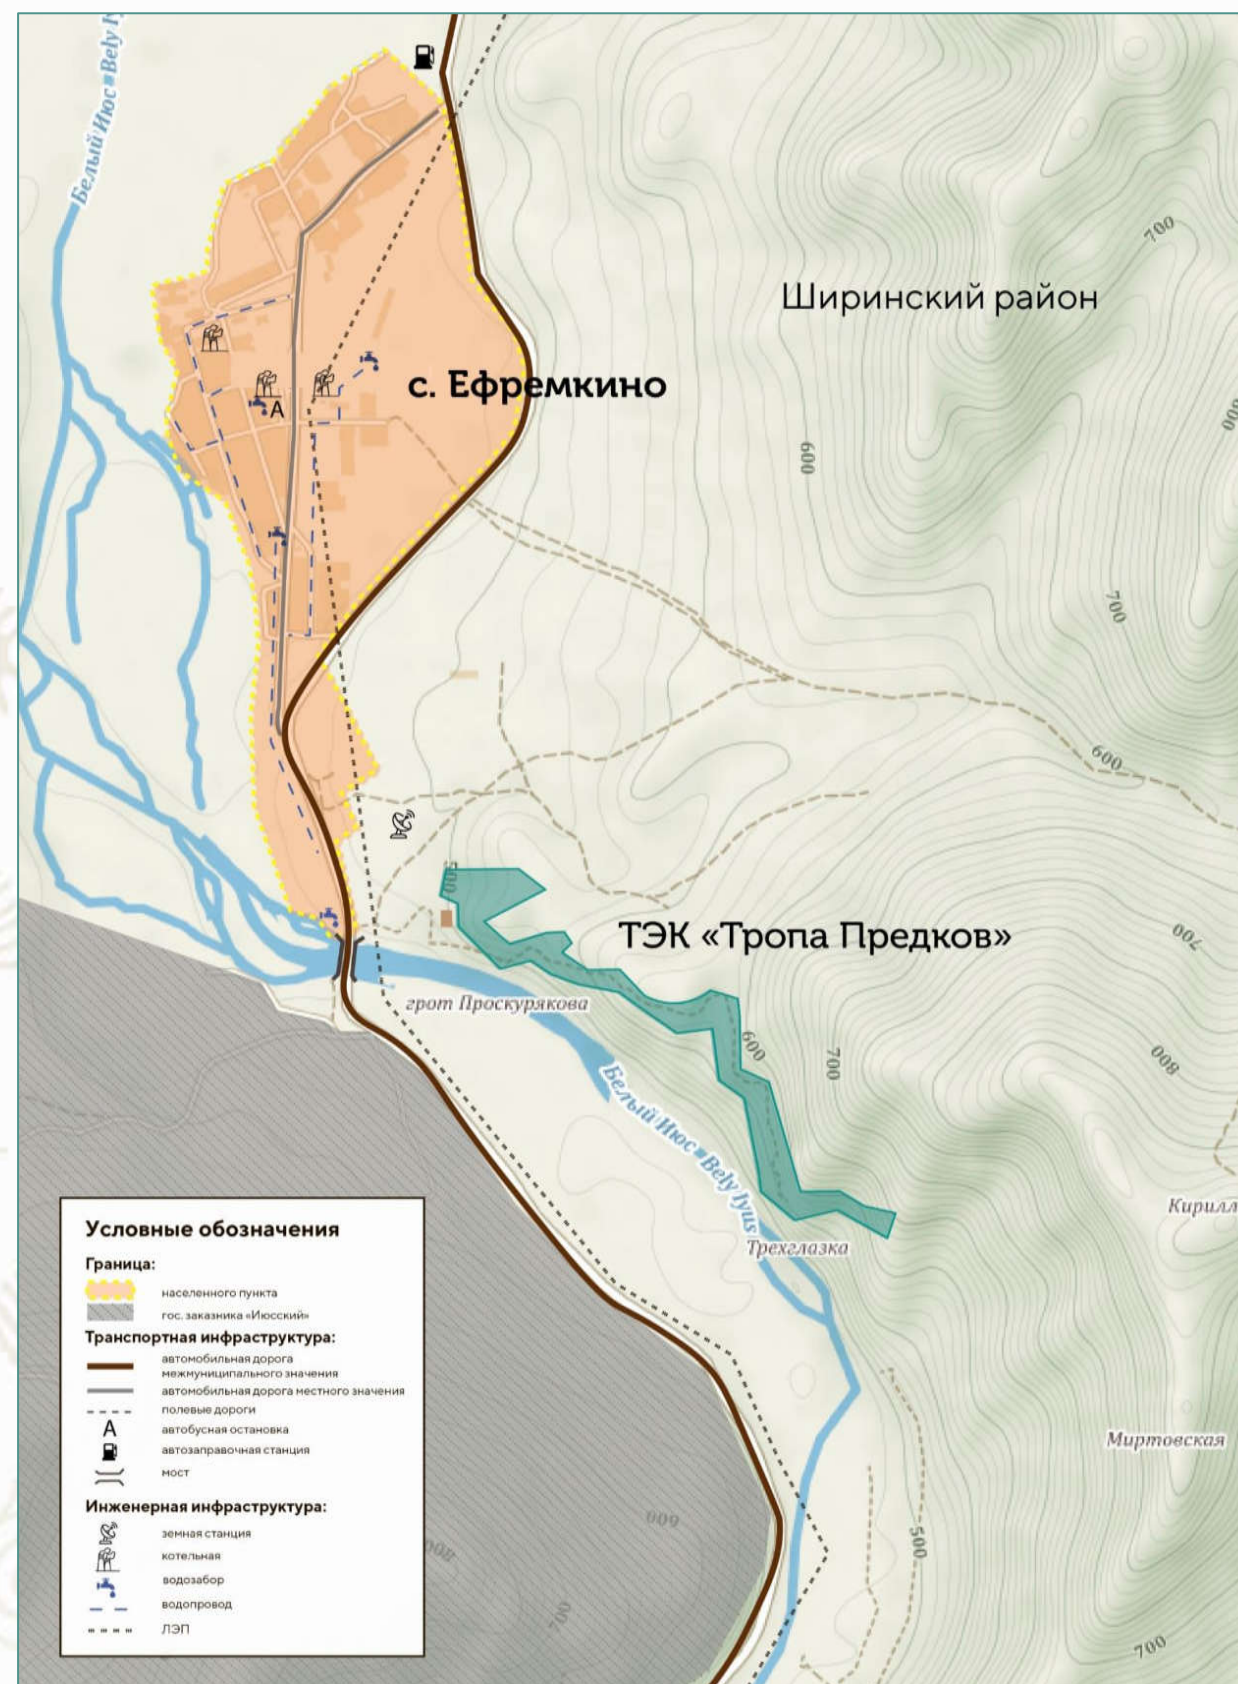 Белый Июс ■ Bely Iy
700
Ширинский район
с. Ефремкино
А
600
700
600
500
ТЭК «Тропа Предков»
700
грот Проскурякова
600
700
800
Белый Июс ■ Bely Iyus
Трехглазка
Кирилл
Миртовская
500
600
700
700
Условные обозначения
Граница:
населенного пункта
гос. заказника «Июсский»
Транспортная инфраструктура:
автомобильная дорога
межмуниципального значения
автомобильная дорога местного значения
полевые дороги
А автобусная остановка
автозаправочная станция
мост
Инженерная инфраструктура:
земная станция
котельная
водозабор
водопровод
ЛЭП